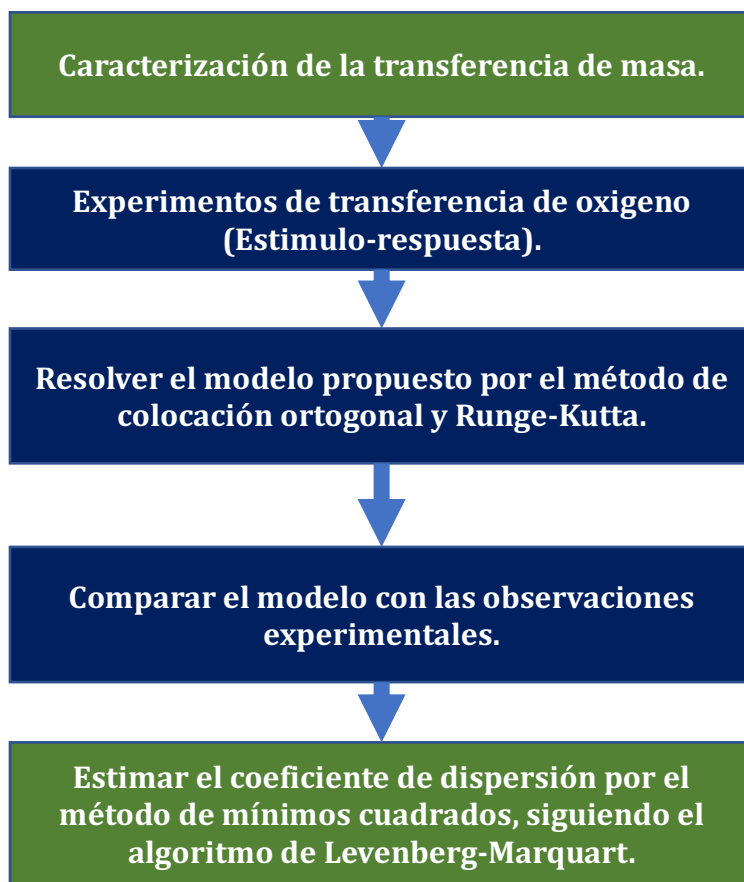 Caracterización de la transferencia de masa.
Experimentos de transferencia de oxigeno
(Estimulo-respuesta).
Resolver el modelo propuesto por el método de
colocación ortogonal y Runge-Kutta.
Comparar el modelo con las observaciones
experimentales.
Estimar el coeficiente de dispersión por el
método de mínimos cuadrados, siguiendo el
algoritmo de Levenberg-Marquart.